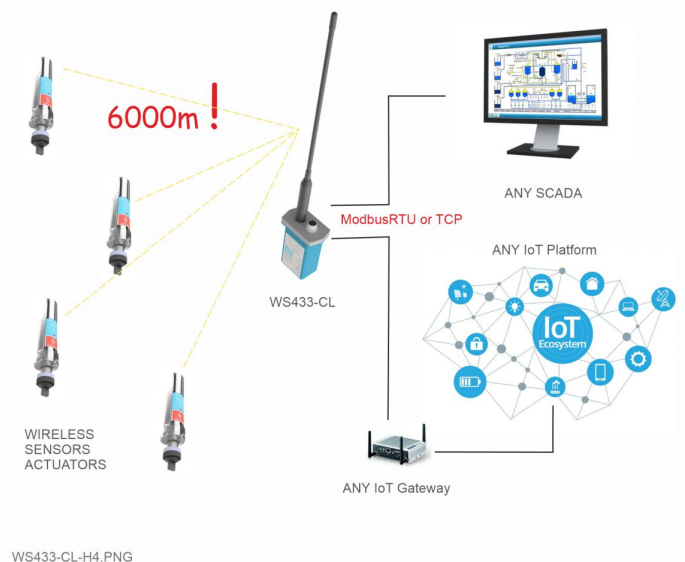 6000m !
ANY SCADA
ModbusRTU or TCP
ANY IoT Platform
WS433-CL
IoT
Ecosystem
WIRELESS
SENSORS
ACTUATORS
ANY IoT Gateway
WS433-CL-H4.PNG